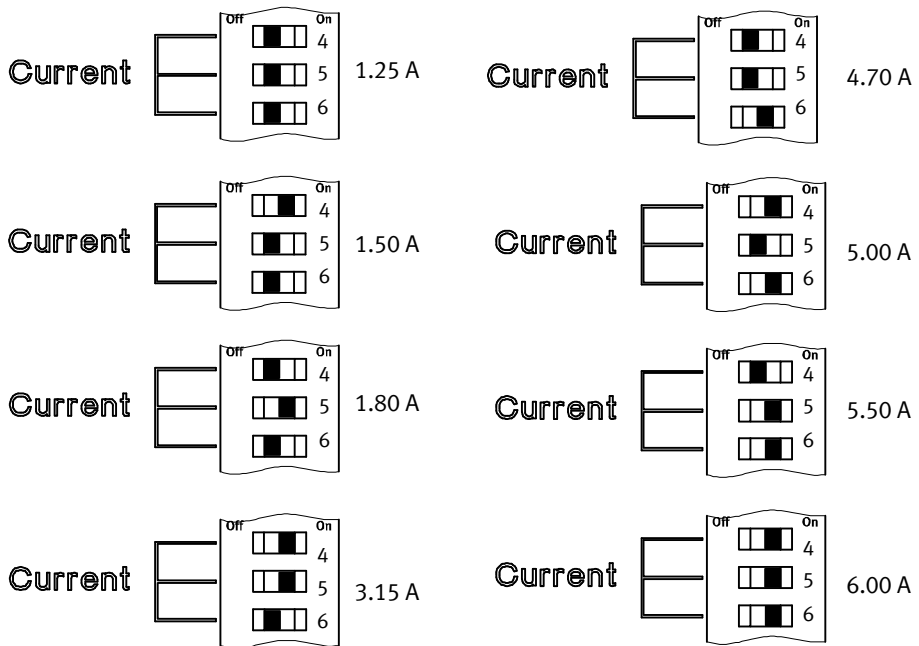 Off On
4
Current 5 1.25 A
6
Off On
4
Current 5 4.70 A
6
Off On
4
Current 5 1.50 A
6
Off On
4
Current 5 5.00 A
6
Off On
4
Current 5 1.80 A
6
Off On
4
Current 5 5.50 A
6
Off On
4
Current 5 3.15 A
6
Off On
4
Current 5 6.00 A
6